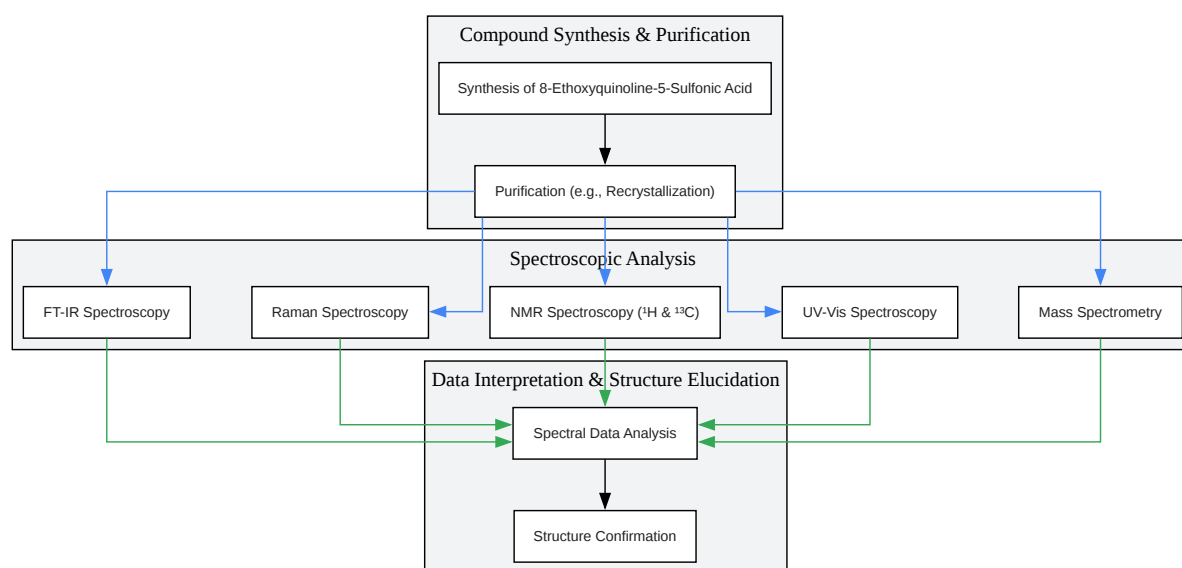 Compound Synthesis & Purification
Synthesis of 8-Ethoxyquinoline-5-Sulfonic Acid
Purification (e.g., Recrystallization)
Spectroscopic Analysis
FT-IR Spectroscopy
Raman Spectroscopy
NMR Spectroscopy (¹H & ¹³C)
UV-Vis Spectroscopy
Mass Spectrometry
Data Interpretation & Structure Elucidation
Spectral Data Analysis
Structure Confirmation